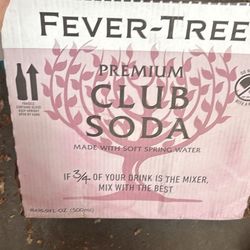 FEVER-TREE
PREMIUM
CLUB
SODA
MADE WITH SOFT SPRING WATER
IF 3/4 OF YOUR DRINK IS THE MIXER,
MIX WITH THE BEST